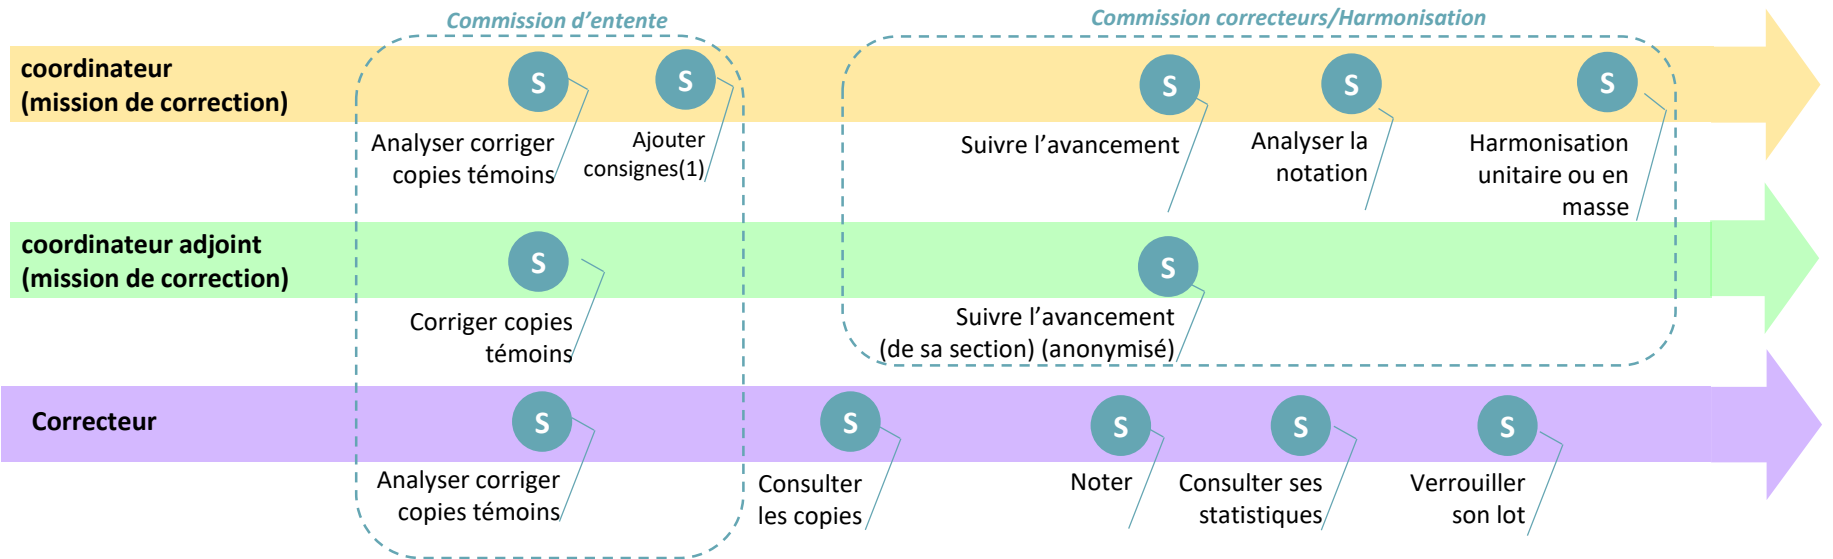 Commission d’entente
Commission correcteurs/Harmonisation
coordinateur
(mission de correction)
S
S
S
S
S
Analyser corriger
copies témoins
Ajouter
consignes(1)
Suivre l’avancement
Analyser la
notation
Harmonisation
unitaire ou en
masse
coordinateur adjoint
(mission de correction)
S
S
Corriger copies
témoins
Suivre l’avancement
(de sa section) (anonymisé)
Correcteur
S
S
S
S
S
Analyser corriger
copies témoins
Consulter
les copies
Noter
Consulter ses
statistiques
Verrouiller
son lot